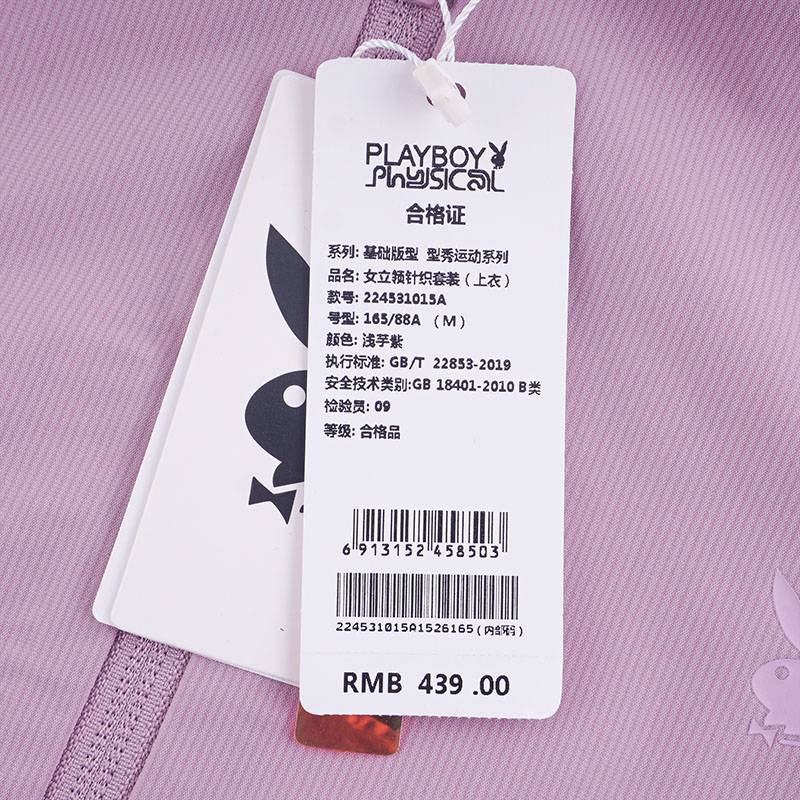 PLAYBOY
PhYSICAL
合格证
系列: 基础版型 型秀运动系列
品名: 女立领针织套装（上衣）
款号: 224531015A
号型: 165/88A （M）
颜色: 浅芋紫
执行标准: GB/T 22853-2019
安全技术类别:GB 18401-2010 B类
检验员: 09
等级: 合格品
6 913152 458503
224531015A1526165(内部码)
RMB 439 .00